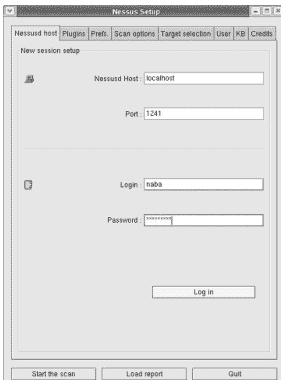 Nessus Setup
Nessusd host Plugins Prefs. Scan options Target selection User KB Credits
New session setup
Nessusd Host : localhost
Port : 1241
Login : naba
Password : *********
Log in
Start the scan Load report Quit